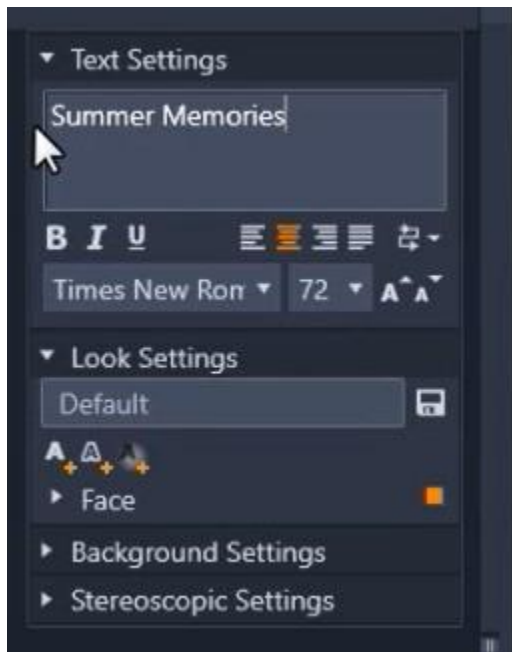 Text Settings
Summer Memories
B I U
Times New Ron 72 A A
Look Settings
Default
A A A
Face
Background Settings
Stereoscopic Settings